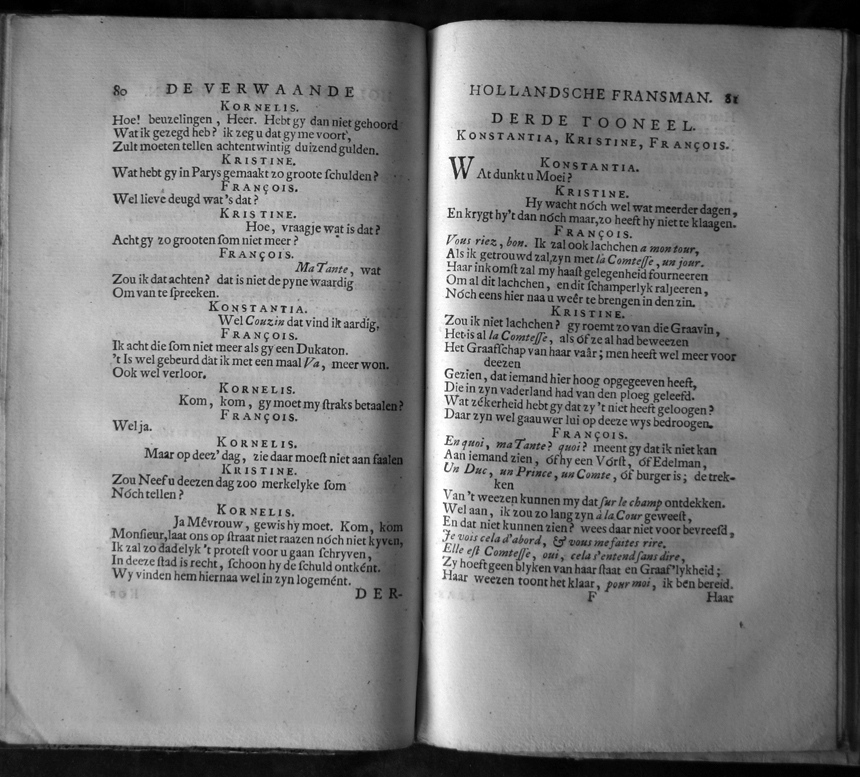 80 DE VERWAANDE
KORNELIS.
Hoe! beuzelingen, Heer. Hebt gy dan niet gehoord
Wat ik gezegd heb? ik zeg u dat gy me voort,
Zult moeten tellen achtentwintig duizend gulden.
KRISTINE.
Wat hebt gy in Parys gemaakt zo groote ſchulden?
FRANÇOIS.
Wel lieve deugd wat's dat?
KRISTINE.
Hoe, vraagje wat is dat?
Acht gy zo grooten ſom niet meer?
FRANÇOIS.
Ma Tante, wat
Zou ik dat achten? dat is niet de pyne waardig
Om van te ſpreeken.
KONSTANTIA.
Wel Couzin dat vind ik aardig.
FRANÇOIS.
Ik acht die ſom niet meer als gy een Dukaton.
't Is wel gebeurd dat ik met een maal Va, meer won.
Ook wel verloor.
KORNELIS.
Kom, kom, gy moet my ſtraks betaalen?
FRANÇOIS.
Wel ja.
KORNELIS.
Maar op deez' dag, zie daar moeſt niet aan faalen
KRISTINE.
Zou Neef u deezen dag zoo merkelyke ſom
Nóch tellen?
KORNELIS.
Ja Mêvrouw, gewis hy moet. Kom, kom
Monſieur, laat ons op ſtraat niet raazen nóch niet kyven,
Ik zal zo dadelyk 't proteſt voor u gaan ſchryven,
In deeze ſtad is recht, ſchoon hy de ſchuld ontként.
Wy vinden hem hier naa wel in zyn logemént.
DER-
HOLLANDSCHE FRANSMAN. 81
DERDE TOONEEL.
KONSTANTIA, KRISTINE, FRANÇOIS.
KONSTANTIA.
WAt dunkt u Moei?
KRISTINE.
Hy wacht nóch wel wat meerder dagen,
En krygt hy't dan nóch maar, zo heeft hy niet te klaagen.
FRANÇOIS.
Vous riez, bon. Ik zal ook lachchen a mon tour,
Als ik getrouwd zal, zyn met la Comteſſe, un jour.
Haar inkomſt zal my haaſt gelegenheid fourneeren
Om al dit lachchen, en dit ſchamperlyk raljeeren,
Nóch eens hier naa u weêr te brengen in den zin.
KRISTINE.
Zou ik niet lachchen? gy roemt zo van die Graavin,
Het is al la Comteſſe, als óf ze al had beweezen
Het Graafſchap van haar vaâr; men heeft wel meer voor
deezen
Gezien, dat iemand hier hoog opgegeeven heeft,
Die in zyn vaderland had van den ploeg geleefd.
Wat zékerheid hebt gy dat zy 't niet heeft geloogen?
Daar zyn wel gaauwer lui op deeze wys bedroogen.
FRANÇOIS.
En quoi, ma Tante? quoi? meent gy dat ik niet kan
Aan iemand zien, óf hy een Vórſt, óf Edelman,
Un Duc, un Prince, un Comte, óf burger is; de trek-
ken
Van 't weezen kunnen my dat ſur le champ ontdekken.
Wel aan, ik zou zo lang zyn à la Cour geweeſt,
En dat niet kunnen zien? wees daar niet voor bevreeſd,
Je vois cela d'abord, & vous me faites rire.
Elle eſt Comteſſe, oui, cela s'entend ſans dire,
Zy hoeft geen blyken van haar ſtaat en Graaf'lykheid;
Haar weezen toont het klaar, pour moi, ik bén bereid.
F Haar